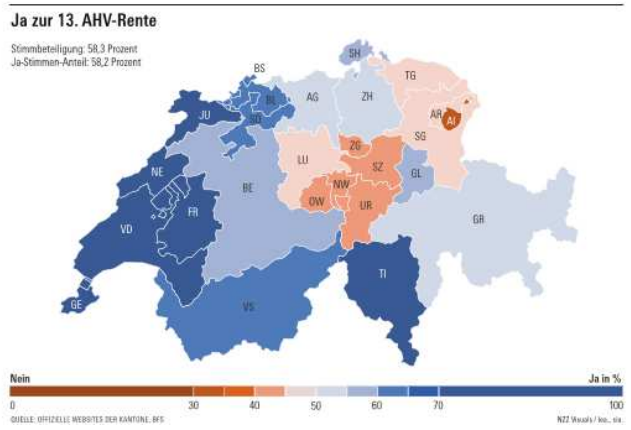 Ja zur 13. AHV-Rente
Stimmbeteiligung: 58,3 Prozent
Ja-Stimmen-Anteil: 58,2 Prozent
SH
BS
TG
BL
AG
ZH
JU
SO
AR
AI
SG
ZG
LU
SZ
NE
BE
NW
GL
OW
UR
FR
VD
GR
TI
GE
VS
Nein
Ja in %
0 30 40 50 60 70 100
QUELLE: OFFIZIELLE WEBSITES DER KANTONE, BFS
NZZ Visuals /